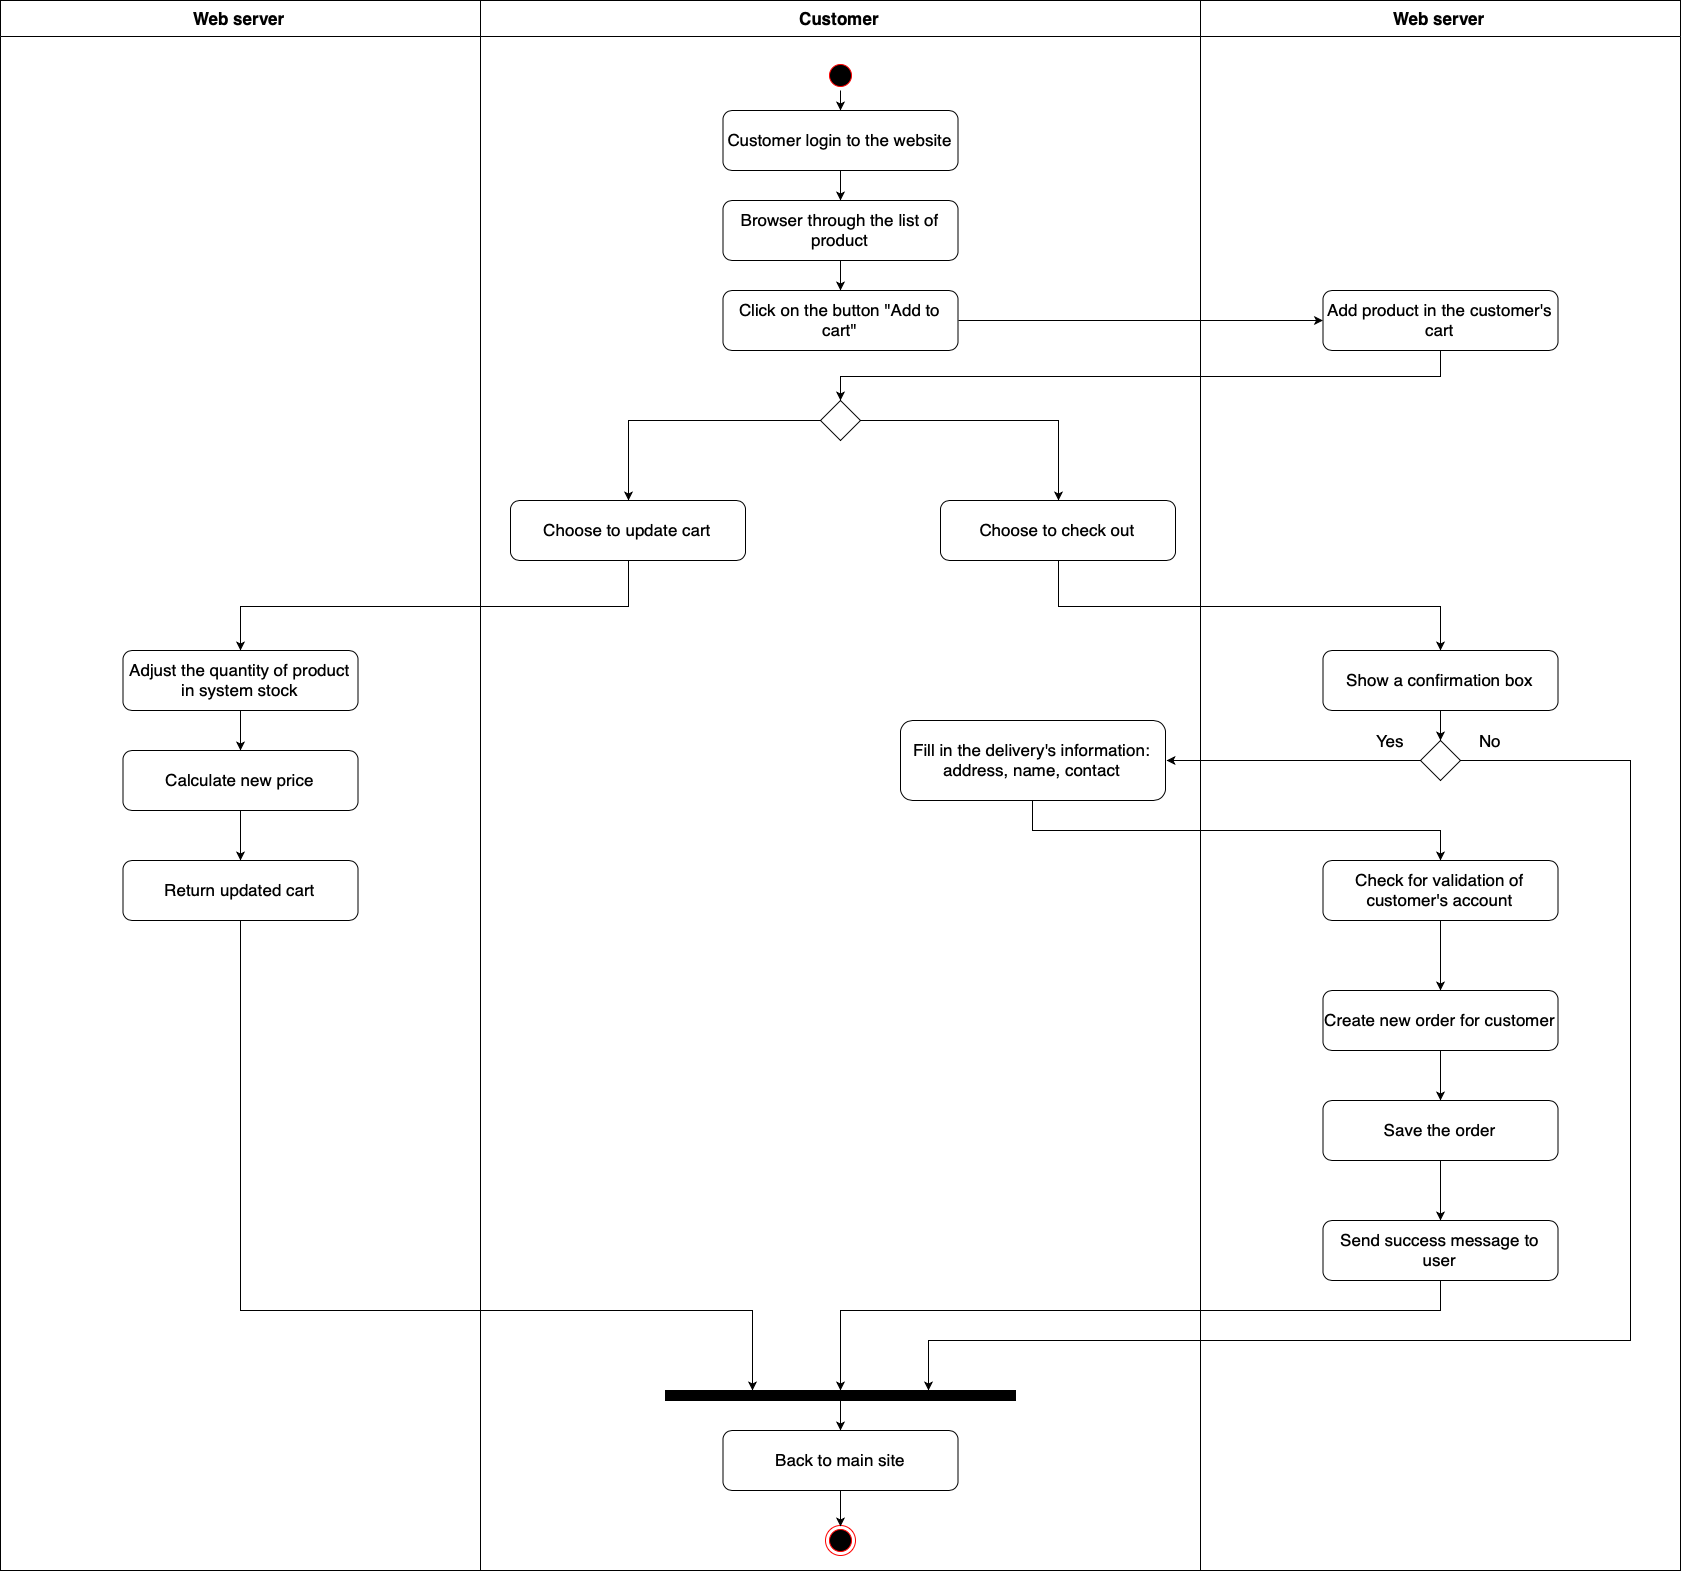 Web server
Customer
Web server
Customer login to the website
Browser through the list of
product
Click on the button "Add to
cart"
Add product in the customer's
cart
Choose to update cart
Choose to check out
Adjust the quantity of product
in system stock
Show a confirmation box
Yes
No
Fill in the delivery's information:
address, name, contact
Calculate new price
Return updated cart
Check for validation of
customer's account
Create new order for customer
Save the order
Send success message to
user
Back to main site